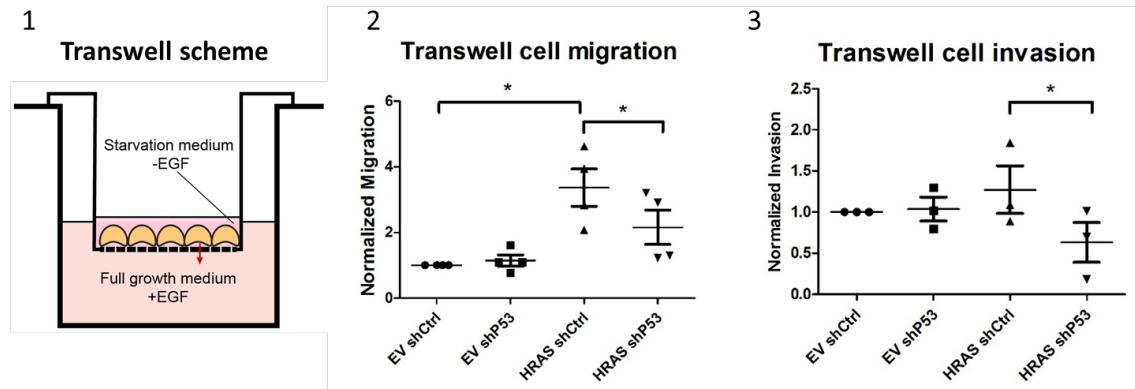 1
Transwell scheme
Starvation medium
-EGF
Full growth medium
+EGF
2
Transwell cell migration
Normalized Migration
6
4
2
0
*
*
EV shCtrl
EV shP53
HRAS shCtrl
HRAS shP53
3
Transwell cell invasion
Normalized Invasion
2.5
2.0
1.5
1.0
0.5
0.0
*
EV shCtrl
EV shP53
HRAS shCtrl
HRAS shP53